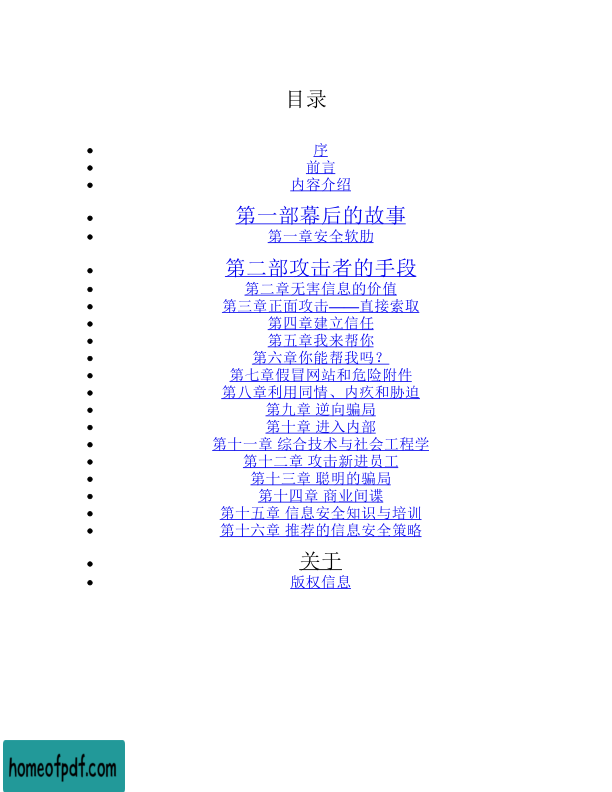 目录
序
前言
内容介绍
第一部幕后的故事
第一章安全软肋
第二部攻击者的手段
第二章无害信息的价值
第三章正面攻击——直接索取
第四章建立信任
第五章我来帮你
第六章你能帮我吗？
第七章假冒网站和危险附件
第八章利用同情、内疚和胁迫
第九章 逆向骗局
第十章 进入内部
第十一章 综合技术与社会工程学
第十二章 攻击新进员工
第十三章 聪明的骗局
第十四章 商业间谍
第十五章 信息安全知识与培训
第十六章 推荐的信息安全策略
关于
版权信息
homeofpdf.com